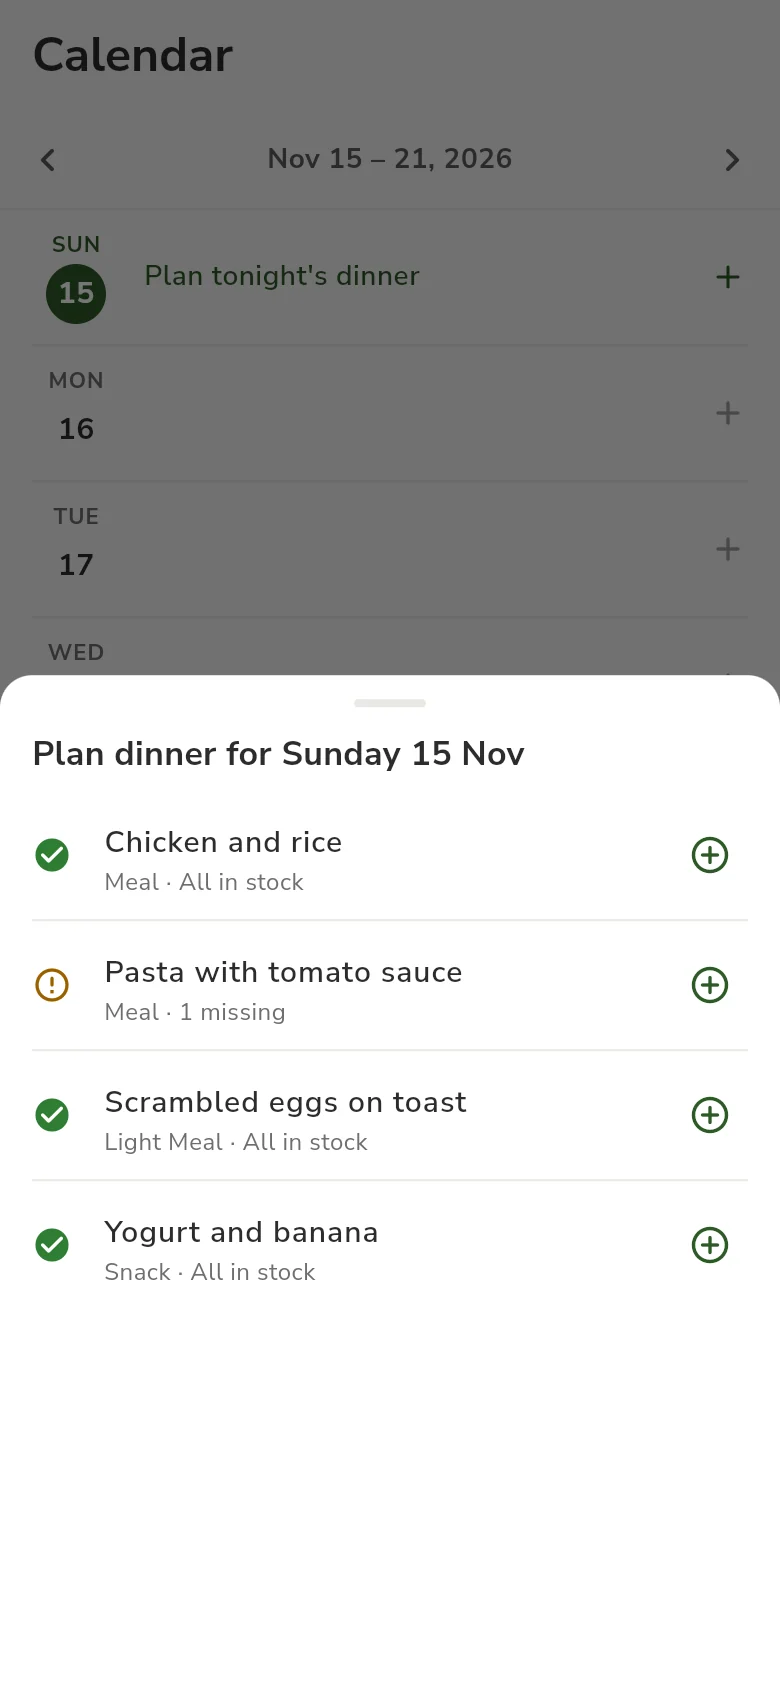 Calendar
Nov 15 – 21, 2026
SUN
15
Plan tonight's dinner
MON
16
TUE
17
WED
Plan dinner for Sunday 15 Nov
Chicken and rice
Meal · All in stock
Pasta with tomato sauce
Meal · 1 missing
Scrambled eggs on toast
Light Meal · All in stock
Yogurt and banana
Snack · All in stock